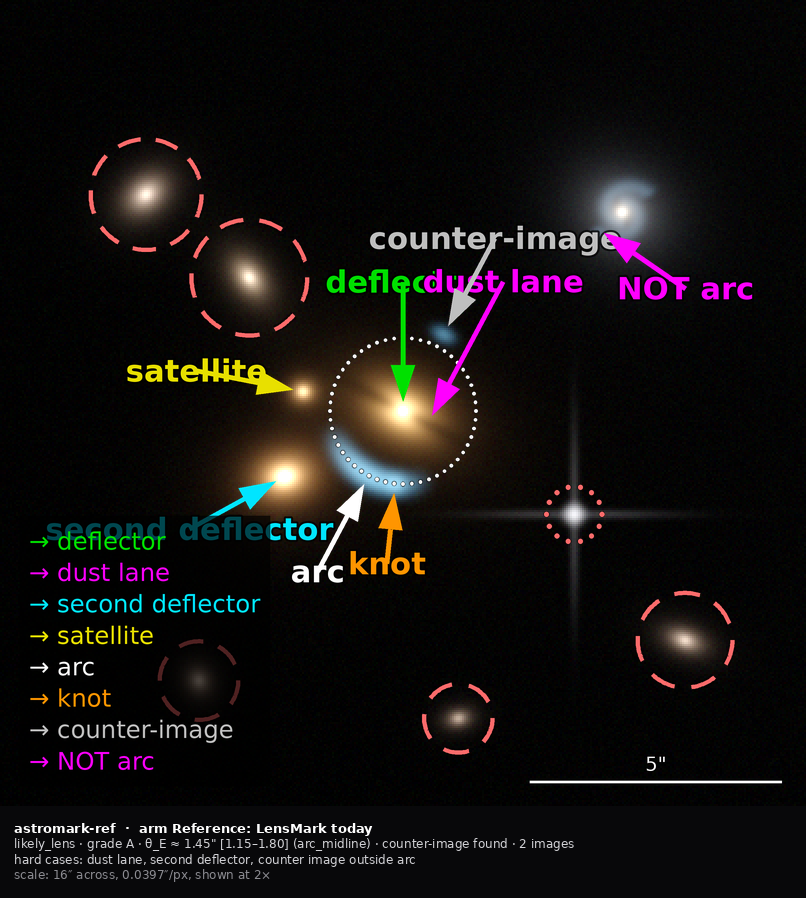 counter-image
deflector
dust lane
NOT arc
satellite
second deflector
arc
knot
→ deflector
→ dust lane
→ second deflector
→ satellite
→ arc
→ knot
→ counter-image
→ NOT arc
5"
astromark-ref · arm Reference: LensMark today
likely_lens · grade A · θ_E ≈ 1.45" [1.15–1.80] (arc_midline) · counter-image found · 2 images
hard cases: dust lane, second deflector, counter image outside arc
scale: 16″ across, 0.0397″/px, shown at 2×